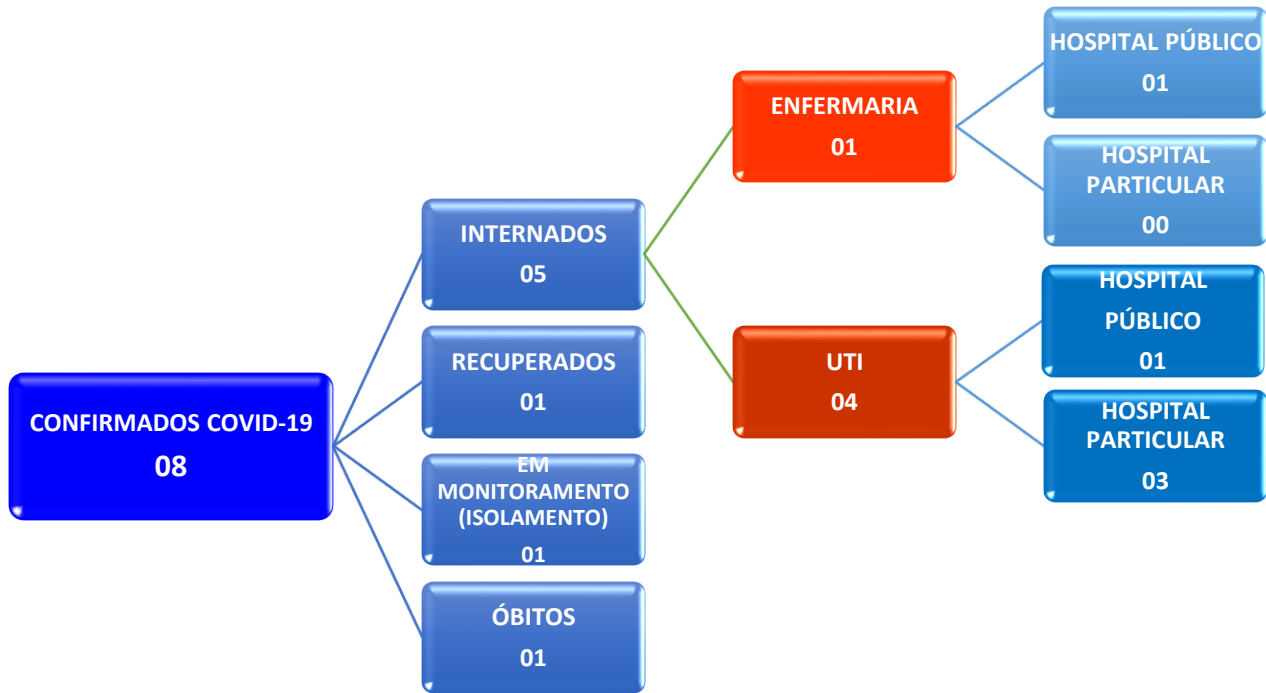 CONFIRMADOS COVID-19
08
INTERNADOS
05
RECUPERADOS
01
EM
MONITORAMENTO
(ISOLAMENTO)
01
ÓBITOS
01
ENFERMARIA
01
UTI
04
HOSPITAL PÚBLICO
01
HOSPITAL
PARTICULAR
00
HOSPITAL
PÚBLICO
01
HOSPITAL
PARTICULAR
03